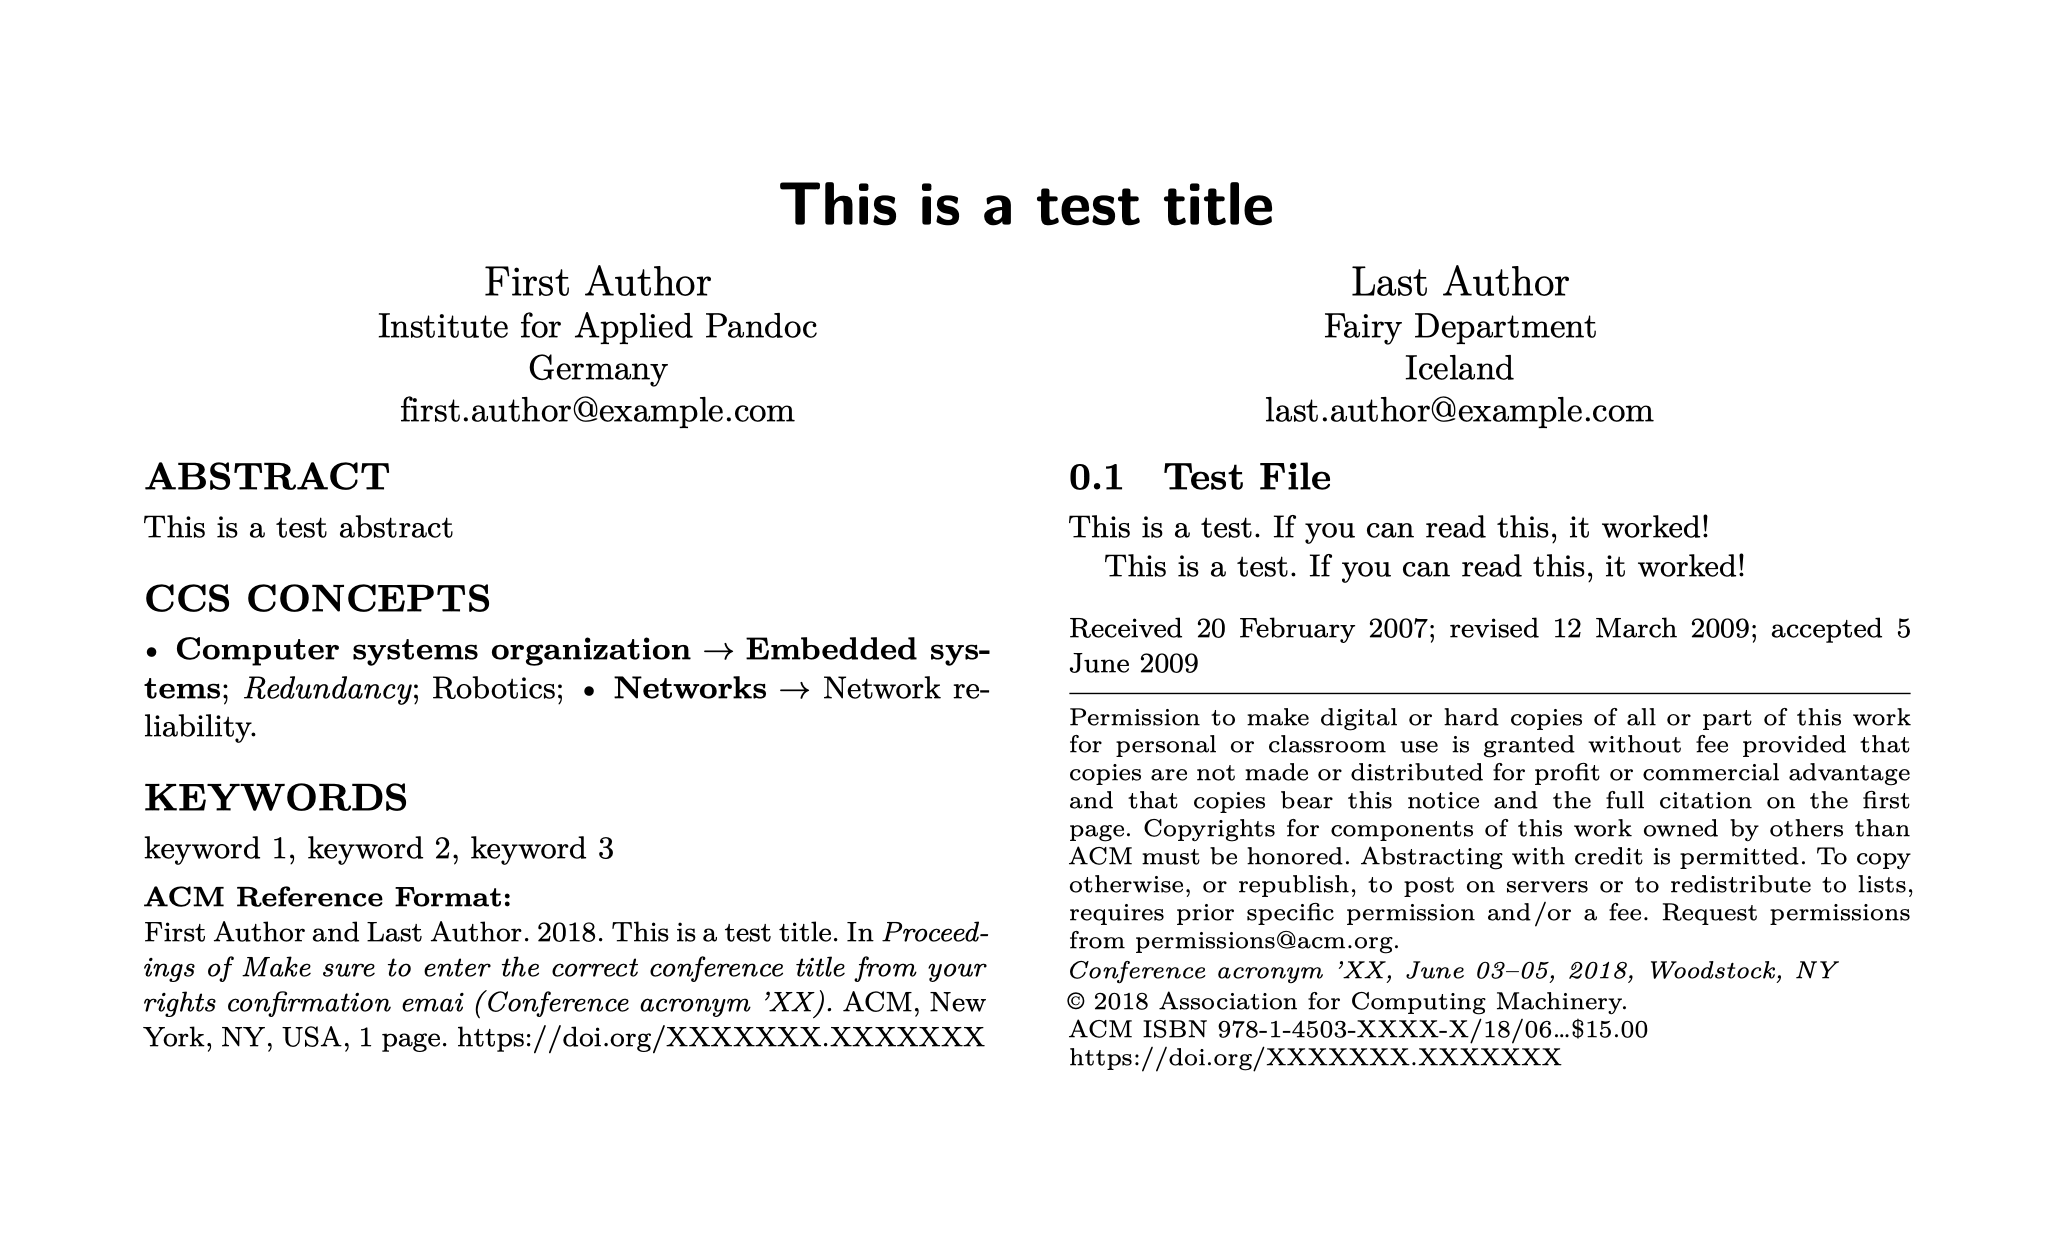 This is a test title
First Author
Institute for Applied Pandoc
Germany
first.author@example.com
Last Author
Fairy Department
Iceland
last.author@example.com
ABSTRACT
This is a test abstract
CCS CONCEPTS
• Computer systems organization → Embedded sys-
tems; Redundancy; Robotics; • Networks → Network re-
liability.
KEYWORDS
keyword 1, keyword 2, keyword 3
ACM Reference Format:
First Author and Last Author. 2018. This is a test title. In Proceed-
ings of Make sure to enter the correct conference title from your
rights confirmation emai (Conference acronym ’XX). ACM, New
York, NY, USA, 1 page. https://doi.org/XXXXXXX.XXXXXXX
0.1 Test File
This is a test. If you can read this, it worked!
This is a test. If you can read this, it worked!
Received 20 February 2007; revised 12 March 2009; accepted 5
June 2009
Permission to make digital or hard copies of all or part of this work
for personal or classroom use is granted without fee provided that
copies are not made or distributed for profit or commercial advantage
and that copies bear this notice and the full citation on the first
page. Copyrights for components of this work owned by others than
ACM must be honored. Abstracting with credit is permitted. To copy
otherwise, or republish, to post on servers or to redistribute to lists,
requires prior specific permission and/or a fee. Request permissions
from permissions@acm.org.
Conference acronym ’XX, June 03–05, 2018, Woodstock, NY
© 2018 Association for Computing Machinery.
ACM ISBN 978-1-4503-XXXX-X/18/06…$15.00
https://doi.org/XXXXXXX.XXXXXXX